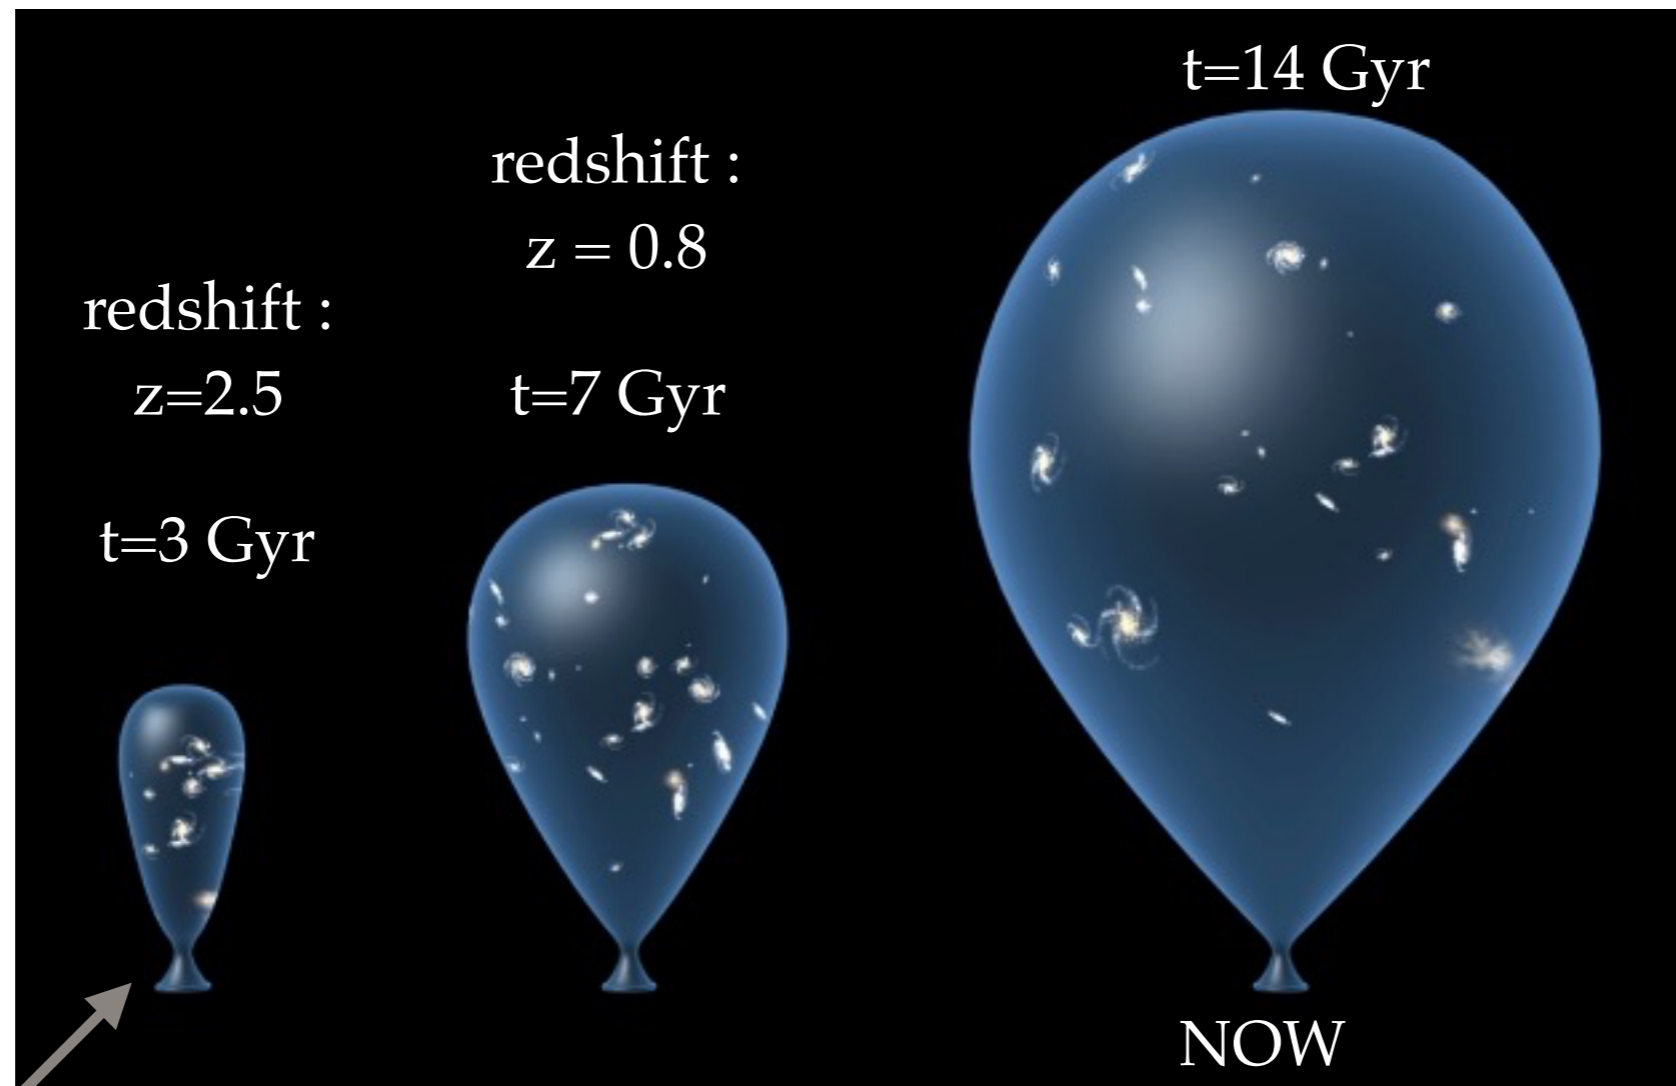 redshift :
z=2.5
t=3 Gyr
redshift :
z = 0.8
t=7 Gyr
t=14 Gyr
NOW